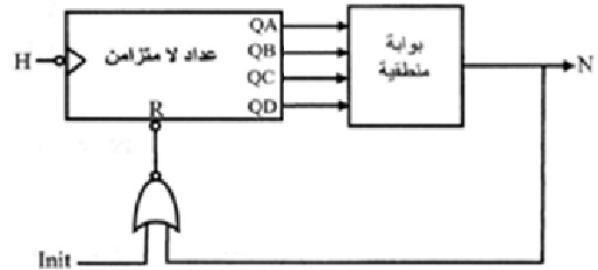 QA
QB
QC
QD
H
عداد لا متزامن
R
بوابة
منطقية
N
Init